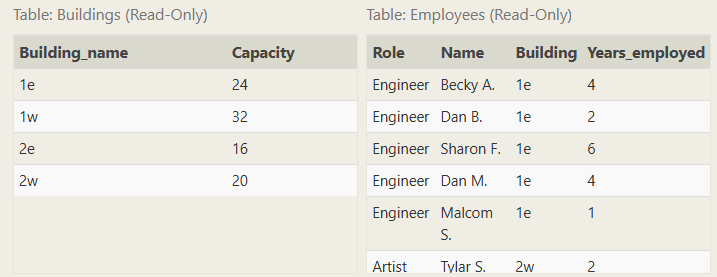 Table: Buildings (Read-Only)
Building_name Capacity
1e 24
1w 32
2e 16
2w 20
Table: Employees (Read-Only)
Role Name Building Years_employed
Engineer Becky A. 1e 4
Engineer Dan B. 1e 2
Engineer Sharon F. 1e 6
Engineer Dan M. 1e 4
Engineer Malcom 1e 1
S.
Artist Tylar S. 2w 2